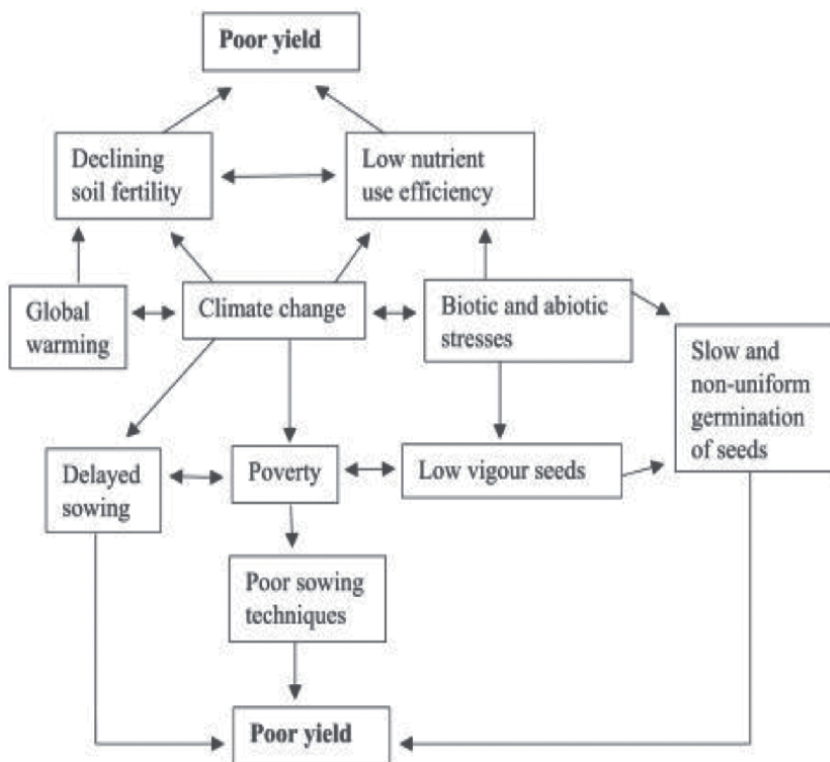 Poor yield
Declining
soil fertility
Low nutrient
use efficiency
Global
warming
Climate change
Biotic and abiotic
stresses
Slow and
non-uniform
germination
of seeds
Delayed
sowing
Poverty
Low vigour seeds
Poor sowing
techniques
Poor yield